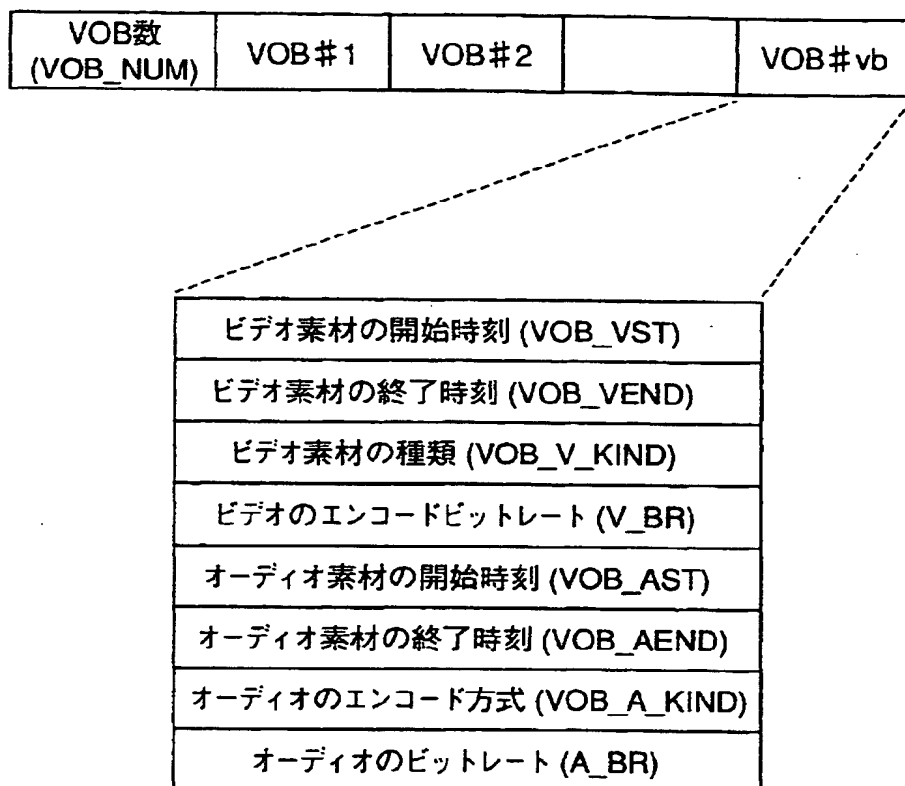 VOB数
(VOB_NUM)
VOB#1
VOB#2
VOB#vb
ビデオ素材の開始時刻 (VOB_VST)
ビデオ素材の終了時刻 (VOB_VEND)
ビデオ素材の種類 (VOB_V_KIND)
ビデオのエンコードビットレート (V_BR)
オーディオ素材の開始時刻 (VOB_AST)
オーディオ素材の終了時刻 (VOB_AEND)
オーディオのエンコード方式 (VOB_A_KIND)
オーディオのビットレート (A_BR)